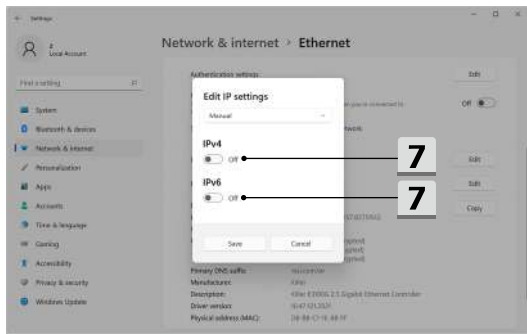 Settings
Network & internet > Ethernet
Local Account
Find a setting
System
Bluetooth & devices
Network & internet
Personalization
Apps
Accounts
Time & language
Gaming
Accessibility
Privacy & security
Windows Update
Authentication settings
Edit
Off
Edit
Edit
Copy
Edit IP settings
Manual
IPv4
Off
7
IPv6
Off
7
Save
Cancel
Primary DNS suffix:
Manufacturer:
Description:
Driver version:
Physical address (MAC):